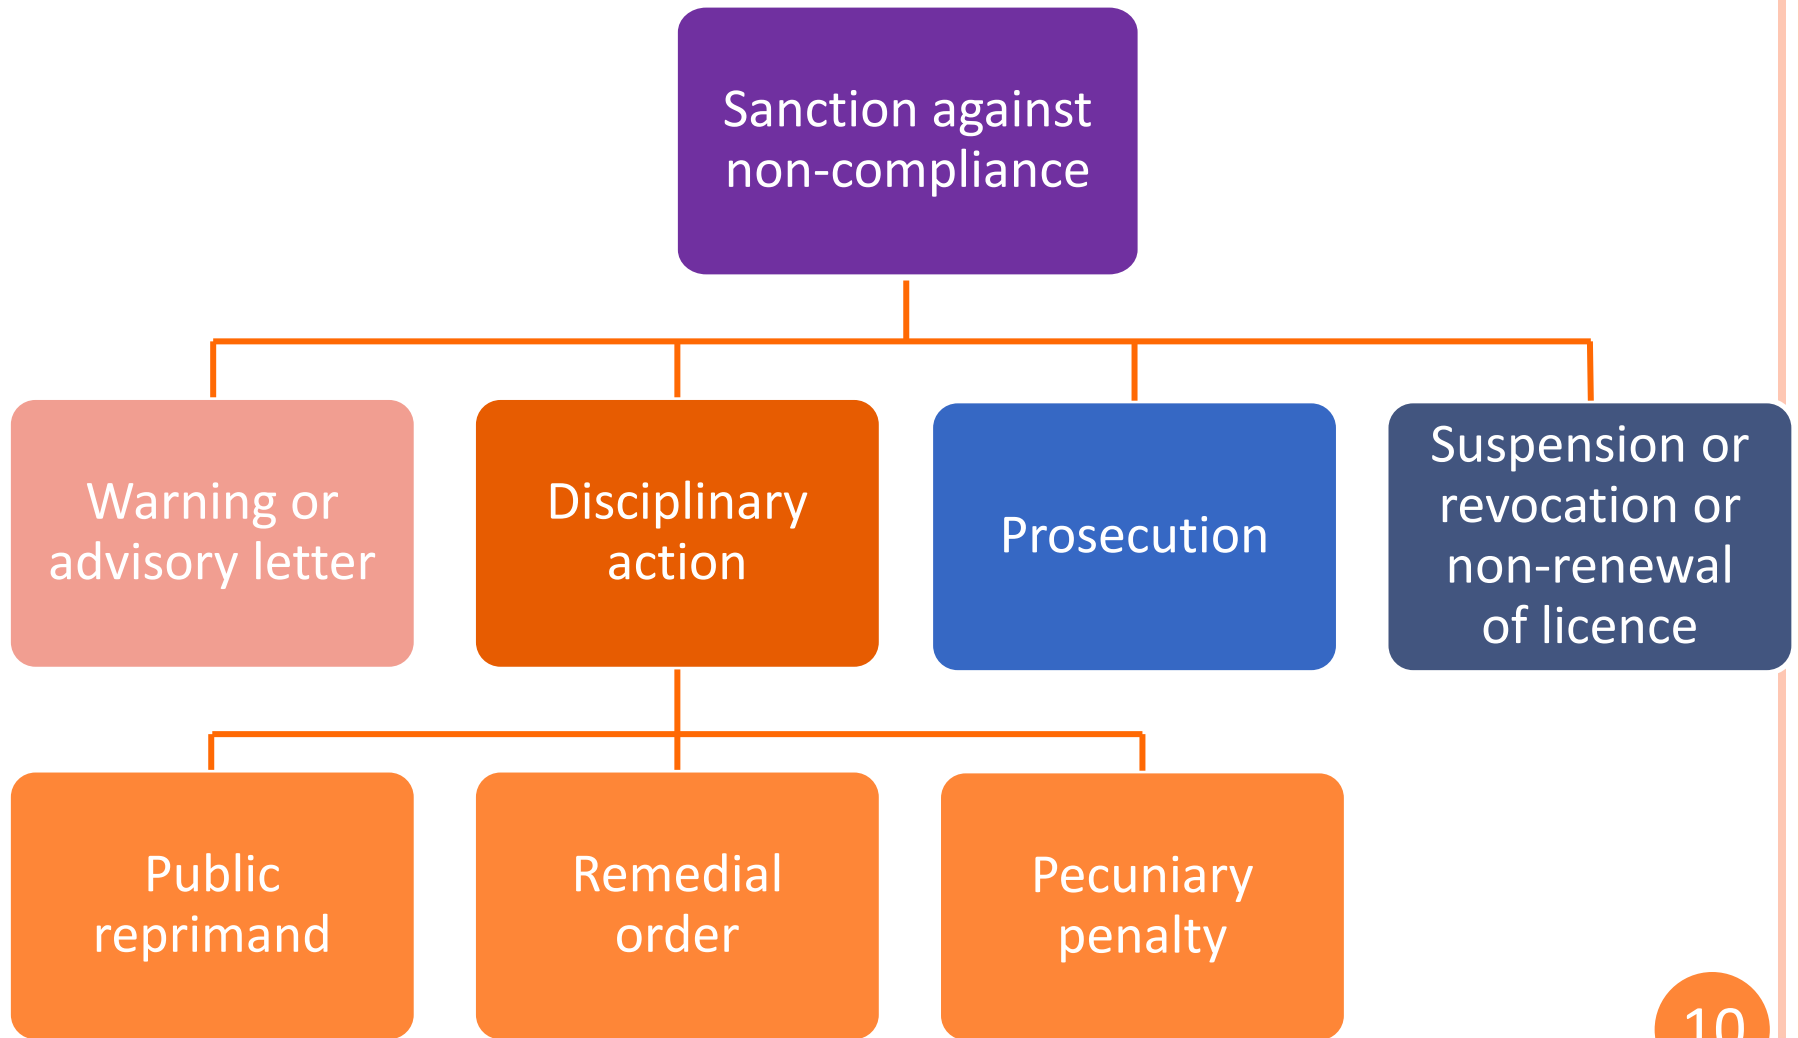 Sanction against
non-compliance
Warning or
advisory letter
Disciplinary
action
Prosecution
Suspension or
revocation or
non-renewal
of licence
Public
reprimand
Remedial
order
Pecuniary
penalty
10